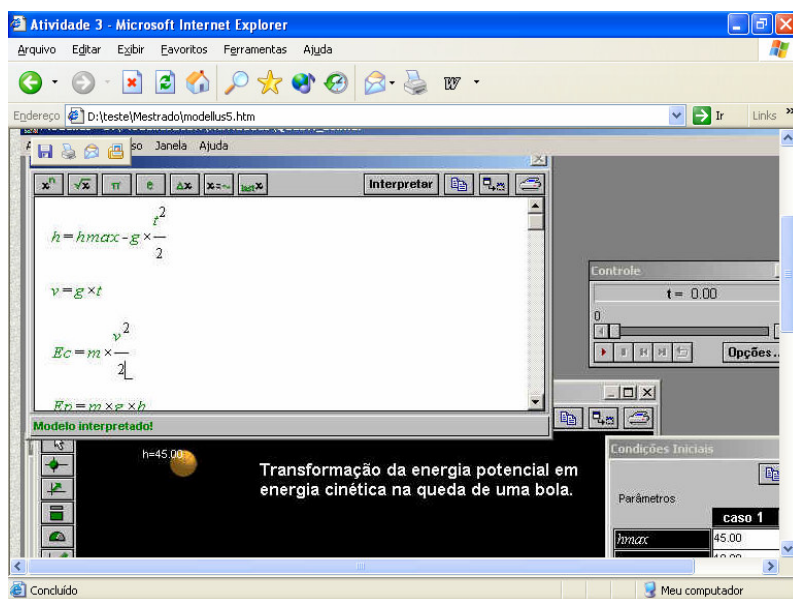 Atividade 3 - Microsoft Internet Explorer
Arquivo Editar Exibir Favoritos Ferramentas Ajuda
Endereço D:\teste\Mestrado\modellus5.htm Ir Links »
Janela Ajuda
xⁿ √x π e Δx Interpretar
h = hmax - g × t²/2
v = g × t
Ec = m × v²/2
Ep = m × g × h
Modelo interpretado!
Controle
t = 0.00
0
Opções..
h=45.00
Transformação da energia potencial em
energia cinética na queda de uma bola.
Condições Iniciais
Parâmetros
caso 1
hmax 45.00
Concluído Meu computador